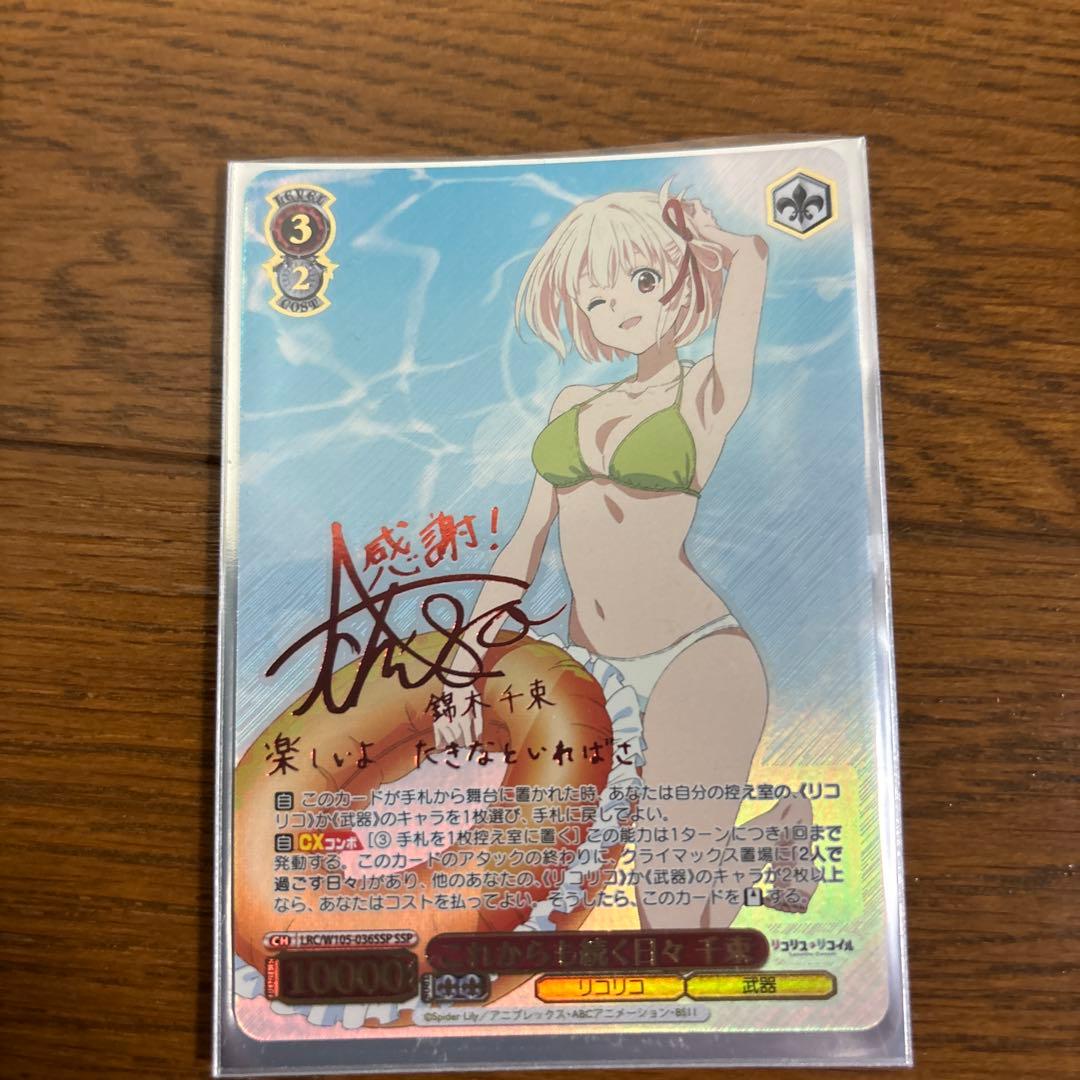 LEVEL
3
2
COST
感謝!
錦木千束
楽しいよ たきなといればさ
自 このカードが手札から舞台に置かれた時、あなたは自分の控え室の、《リコ
リコ》か《武器》のキャラを1枚選び、手札に戻してよい。
自 CXコンボ [③ 手札を1枚控え室に置く] この能力は1ターンにつき1回まで
発動する。このカードのアタックの終わりに、クライマックス置場に「2人で
過ごす日々」があり、他のあなたの、《リコリコ》か《武器》のキャラが2枚以上
なら、あなたはコストを払ってよい。そうしたら、このカードを する。
CH LRC/W105-036SSP SSP
これからも続く日々 千束
リコリス・リコイル
Lycoris Recoil
10000
リコリコ
武器
©Spider Lily／アニプレックス・ABCアニメーション・BS11